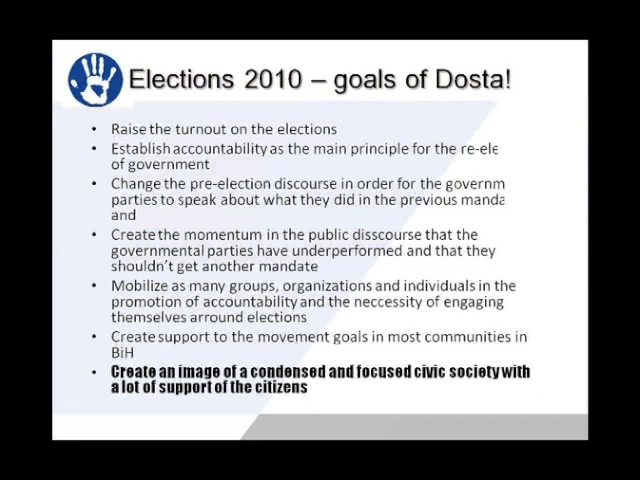 Elections 2010 – goals of Dosta!
• Raise the turnout on the elections
• Establish accountability as the main principle for the re-ele
of government
• Change the pre-election discourse in order for the governm
parties to speak about what they did in the previous manda
and
• Create the momentum in the public disscourse that the
governmental parties have underperformed and that they
shouldn't get another mandate
• Mobilize as many groups, organizations and individuals in the
promotion of accountability and the neccessity of engaging
themselves arround elections
• Create support to the movement goals in most communities in
BiH
• Create an image of a condensed and focused civic society with
a lot of support of the citizens